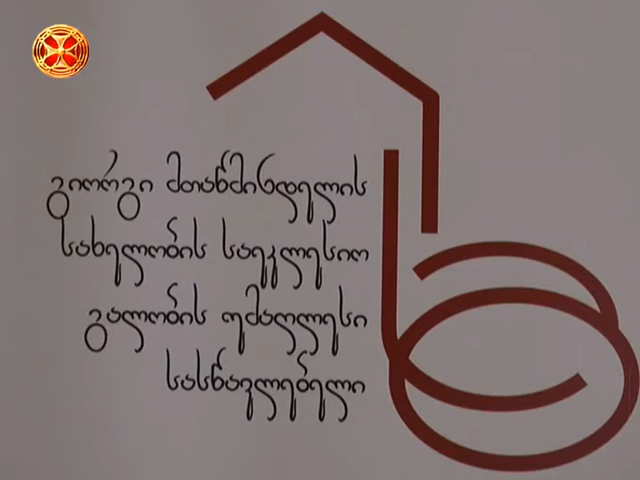 გიორგი მთაწმინდელის
სახელობის საეკლესიო
გალობის უმაღლესი
სასწავლებელი